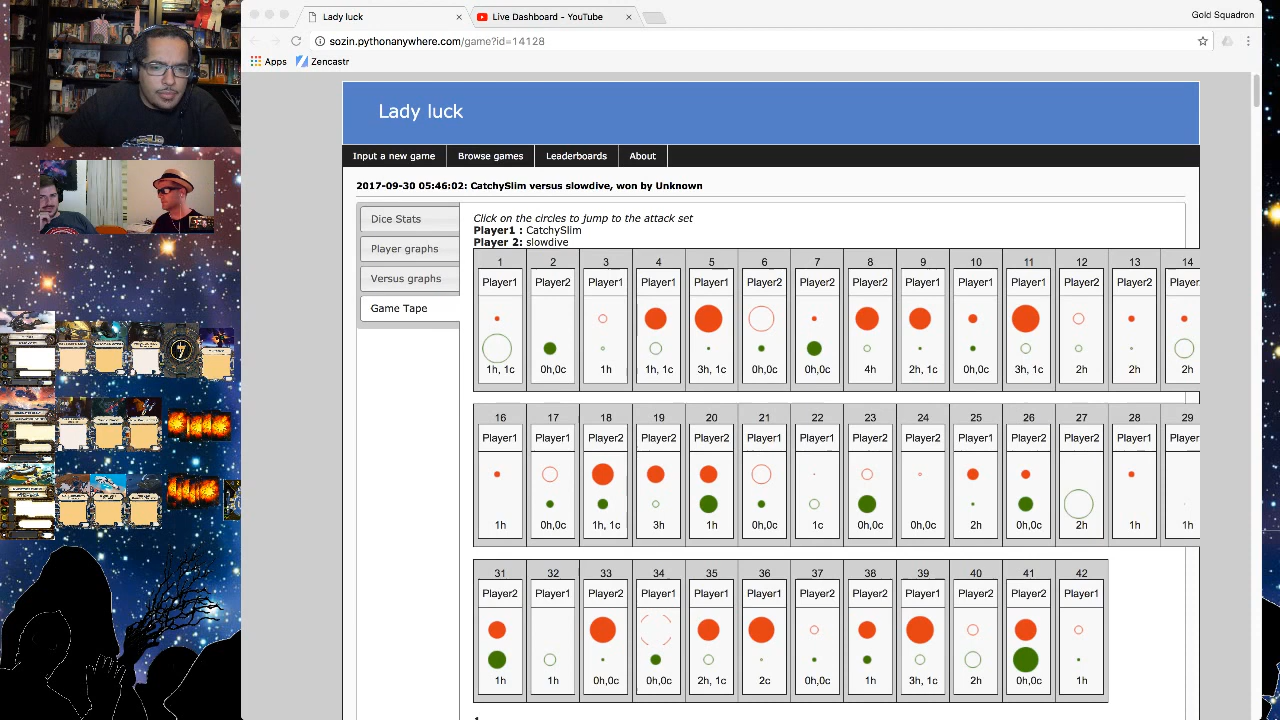 Lady luck
Live Dashboard - YouTube
Gold Squadron
sozin.pythonanywhere.com/game?id=14128
Apps
Zencastr
Lady luck
Input a new game
Browse games
Leaderboards
About
2017-09-30 05:46:02: CatchySlim versus slowdive, won by Unknown
Dice Stats
Player graphs
Versus graphs
Game Tape
Click on the circles to jump to the attack set
Player1 : CatchySlim
Player 2: slowdive
1 2 3 4 5 6 7 8 9 10 11 12 13 14
Player1 Player2 Player1 Player1 Player1 Player2 Player1 Player2 Player1 Player1 Player1 Player2 Player2 Player
1h, 1c 0h,0c 1h 1h, 1c 3h, 1c 0h,0c 0h,0c 4h 2h, 1c 0h,0c 3h, 1c 2h 2h 2h
16 17 18 19 20 21 22 23 24 25 26 27 28 29
Player1 Player2 Player2 Player1 Player2 Player1 Player2 Player2 Player1 Player1 Player2 Player2 Player1 Player
1h 0h,0c 1h, 1c 3h 1h 0h,0c 1c 0h,0c 0h,0c 2h 0h,0c 2h 1h 1h
31 32 33 34 35 36 37 38 39 40 41 42
Player2 Player1 Player2 Player1 Player2 Player1 Player2 Player1 Player1 Player2 Player2 Player1
1h 1h 0h,0c 0h,0c 2h, 1c 2c 0h,0c 1h 3h, 1c 2h 0h,0c 1h